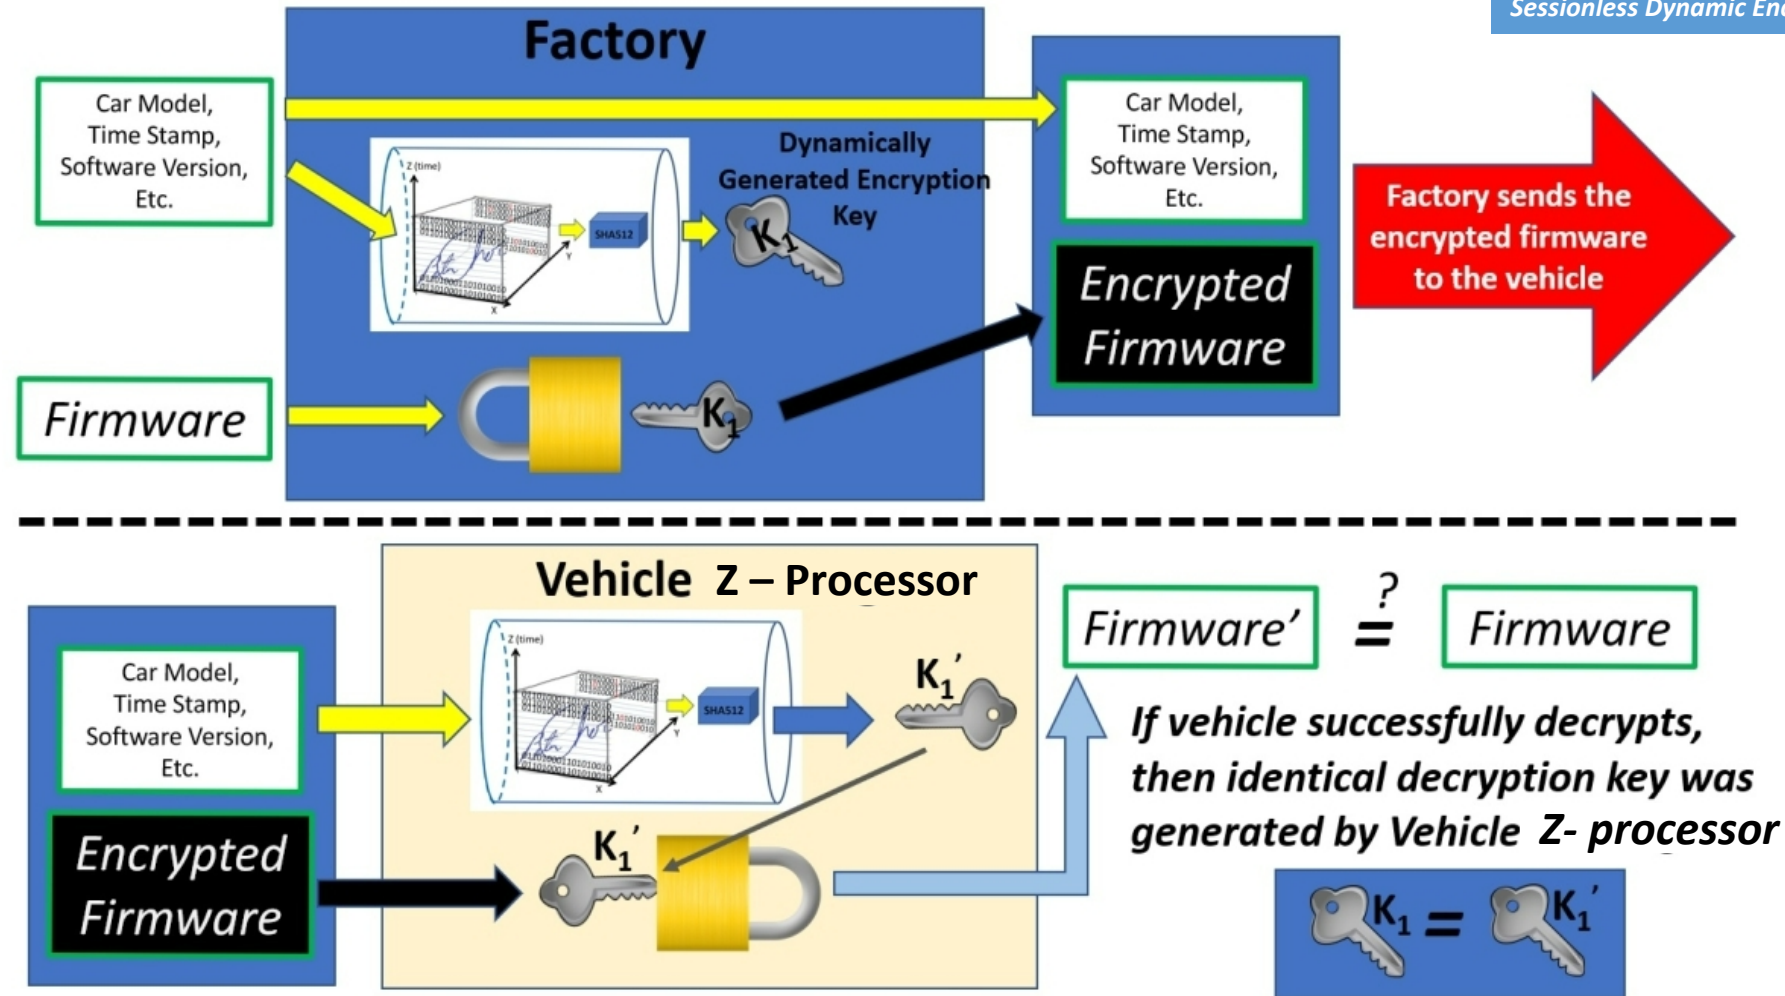 Sessionless Dynamic Enc
Factory
Car Model,
Time Stamp,
Software Version,
Etc.
Z (time)
SHA512
Y
X
Dynamically
Generated Encryption
Key
K1
Car Model,
Time Stamp,
Software Version,
Etc.
Factory sends the
encrypted firmware
to the vehicle
Encrypted
Firmware
Firmware
K1
Vehicle Z – Processor
Car Model,
Time Stamp,
Software Version,
Etc.
Z (time)
SHA512
Y
X
K1’
Encrypted
Firmware
K1’
Firmware’ =? Firmware
If vehicle successfully decrypts,
then identical decryption key was
generated by Vehicle Z- processor
K1 = K1’